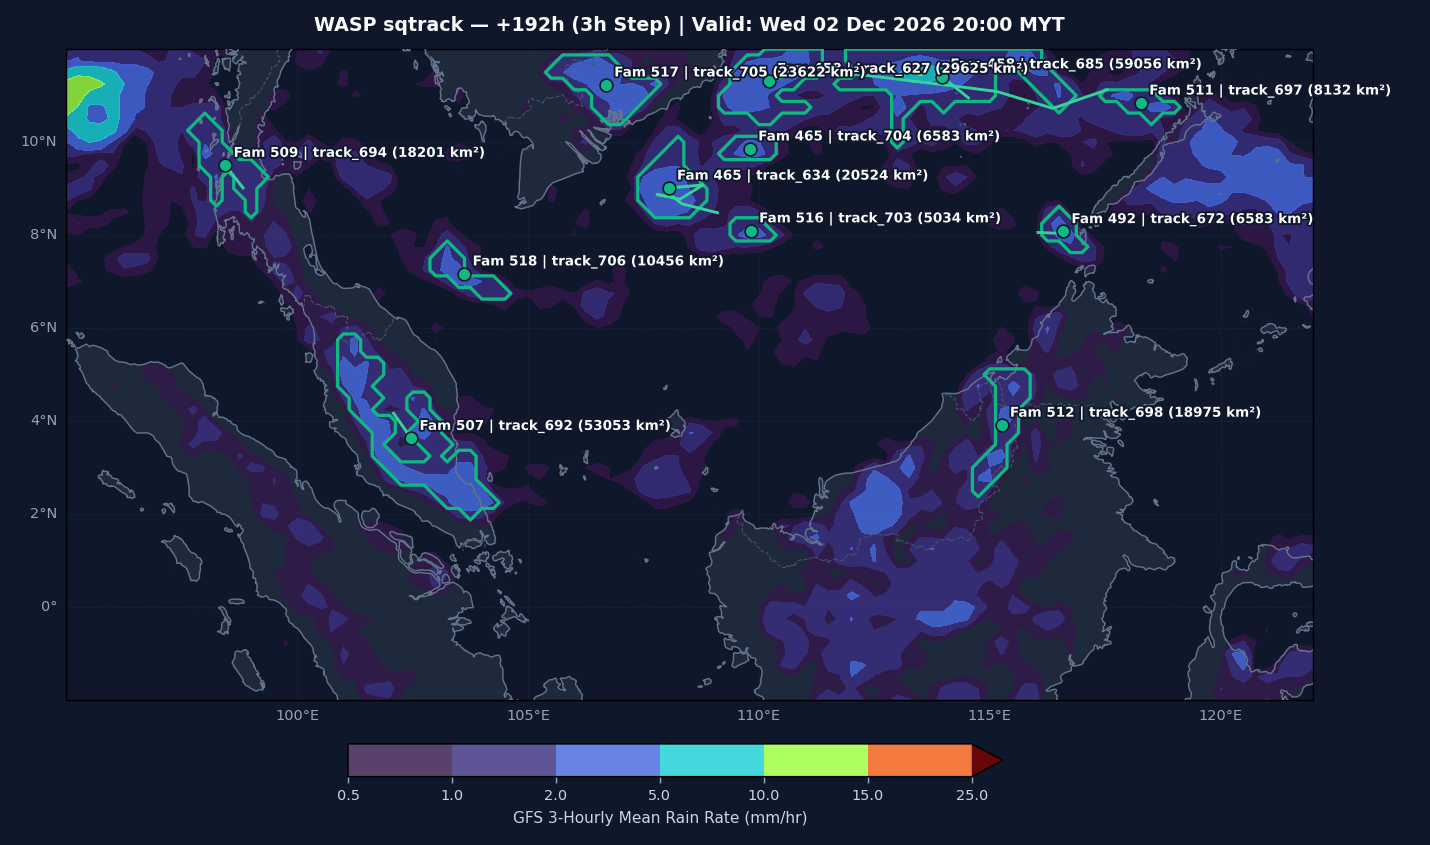 WASP sqtrack — +192h (3h Step) | Valid: Wed 02 Dec 2026 20:00 MYT
track_685 (59056 km²)
Fam 517 | track_705 (23622 km²)
track_627 (25625 km²)
Fam 511 | track_697 (8132 km²)
Fam 465 | track_704 (6583 km²)
10°N
Fam 509 | track_694 (18201 km²)
Fam 465 | track_634 (20524 km²)
Fam 516 | track_703 (5034 km²)
Fam 492 | track_672 (6583 km²)
8°N
Fam 518 | track_706 (10456 km²)
6°N
Fam 512 | track_698 (18975 km²)
4°N
Fam 507 | track_692 (53053 km²)
2°N
0°
100°E 105°E 110°E 115°E 120°E
0.5 1.0 2.0 5.0 10.0 15.0 25.0
GFS 3-Hourly Mean Rain Rate (mm/hr)